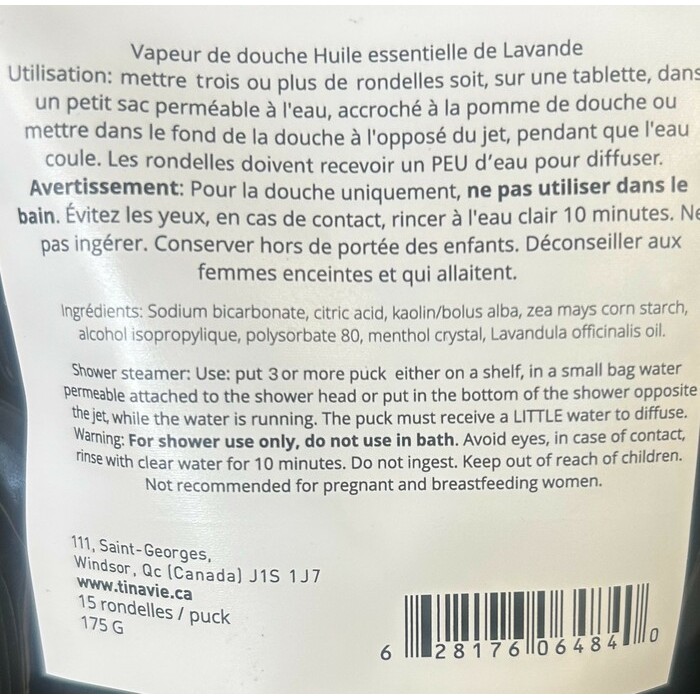 Vapeur de douche Huile essentielle de Lavande
Utilisation: mettre trois ou plus de rondelles soit, sur une tablette, dans
un petit sac perméable à l'eau, accroché à la pomme de douche ou
mettre dans le fond de la douche à l'opposé du jet, pendant que l'eau
coule. Les rondelles doivent recevoir un PEU d'eau pour diffuser.
Avertissement: Pour la douche uniquement, ne pas utiliser dans le
bain. Évitez les yeux, en cas de contact, rincer à l'eau clair 10 minutes. Ne
pas ingérer. Conserver hors de portée des enfants. Déconseiller aux
femmes enceintes et qui allaitent.
Ingrédients: Sodium bicarbonate, citric acid, kaolin/bolus alba, zea mays corn starch,
alcohol isopropylique, polysorbate 80, menthol crystal, Lavandula officinalis oil.
Shower steamer: Use: put 3 or more puck either on a shelf, in a small bag water
permeable attached to the shower head or put in the bottom of the shower opposite
the jet, while the water is running. The puck must receive a LITTLE water to diffuse.
Warning: For shower use only, do not use in bath. Avoid eyes, in case of contact,
rinse with clear water for 10 minutes. Do not ingest. Keep out of reach of children.
Not recommended for pregnant and breastfeeding women.
111, Saint-Georges,
Windsor, Qc (Canada) J1S 1J7
www.tinavie.ca
15 rondelles / puck
175 G
6 28176 06484 0